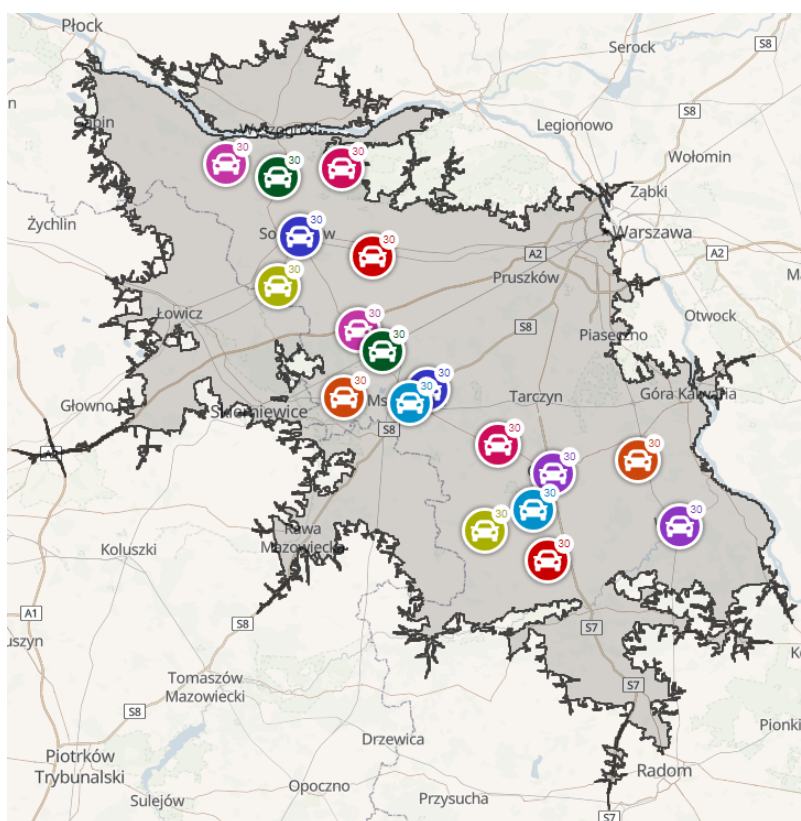 Płock
Serock
S8
Legionowo
S8
Wołomin
30
30
30
Ząbki
Żychlin
30
30
Warszawa
A2
A2
Pruszków
30
Łowicz
30
S8
Piaseczno
Otwock
30
30
30
30
Tarczyn
Góra Kalwaria
Głowno
Skierniewice
S8
30
30
30
30
30
30
Rawa
Mazowiecka
Koluszki
30
A1
S8
S7
Tomaszów
Mazowiecki
S7
S8
Drzewica
Piotrków
Trybunalski
Radom
Opoczno
Przysucha
Sulejów
S7